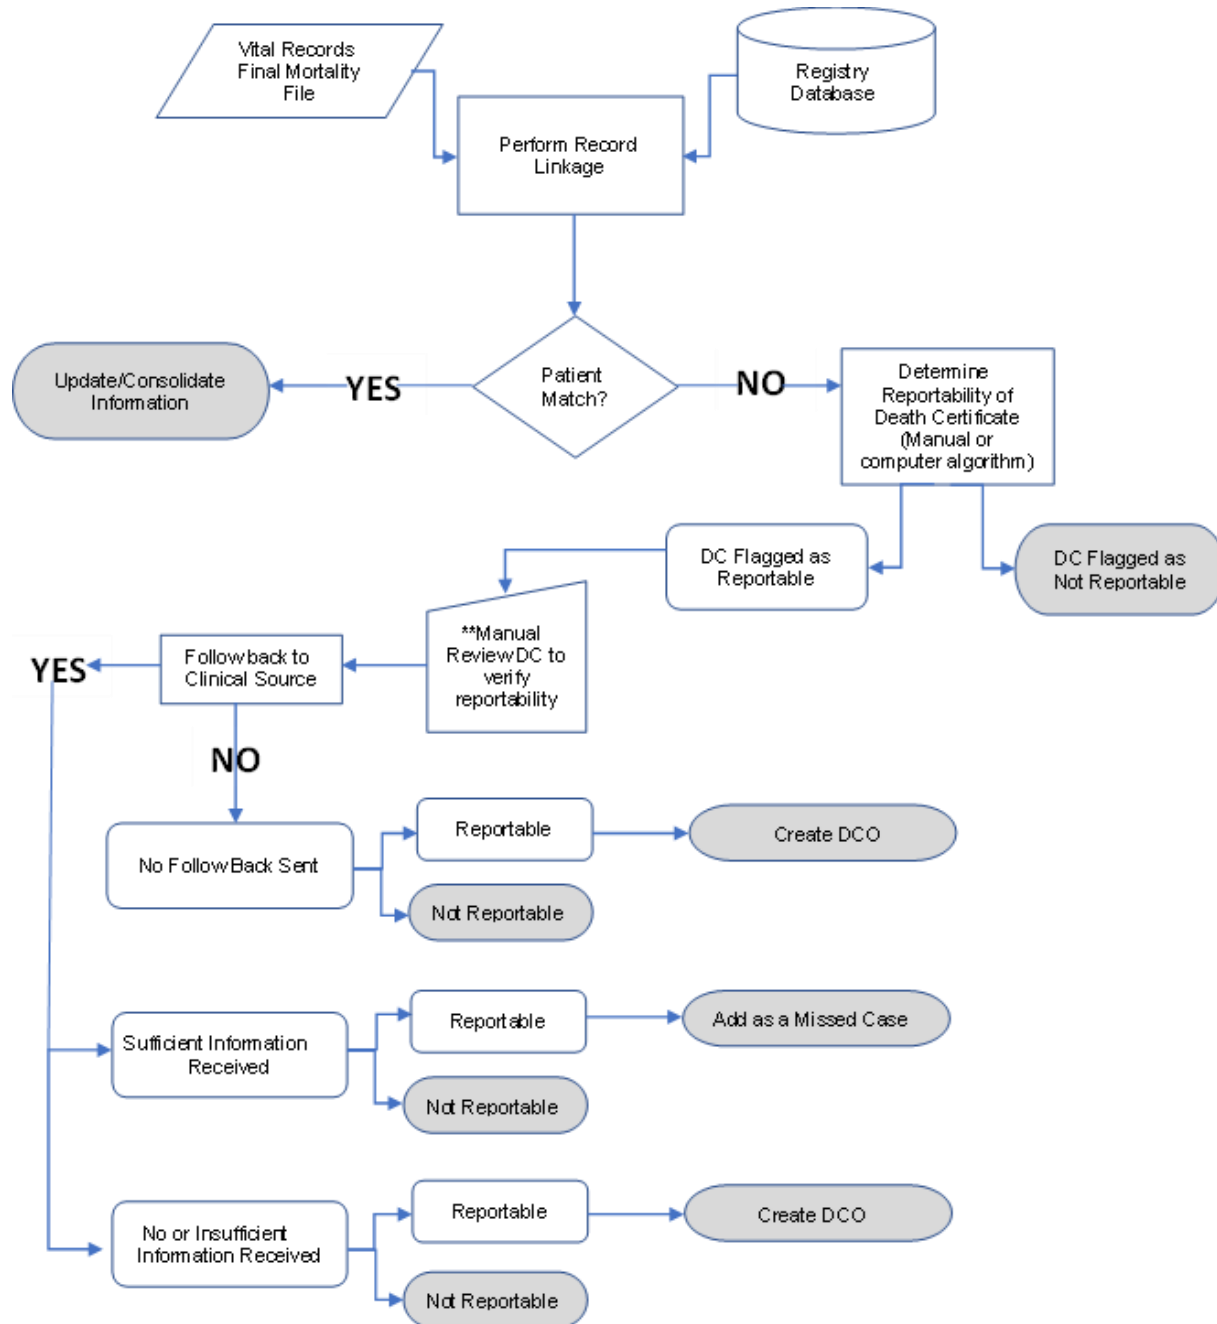 Vital Records
Final Mortality
File
Registry
Database
Perform Record
Linkage
Patient
Match?
YES
NO
Update/Consolidate
Information
Determine
Reportability of
Death Certificate
(Manual or
computer algorithm)
DC Flagged as
Reportable
DC Flagged as
Not Reportable
**Manual
Review DC to
verify
reportability
Follow back to
Clinical Source
YES
NO
No Follow Back Sent
Reportable
Create DCO
Not Reportable
Sufficient Information
Received
Reportable
Add as a Missed Case
Not Reportable
No or Insufficient
Information Received
Reportable
Create DCO
Not Reportable